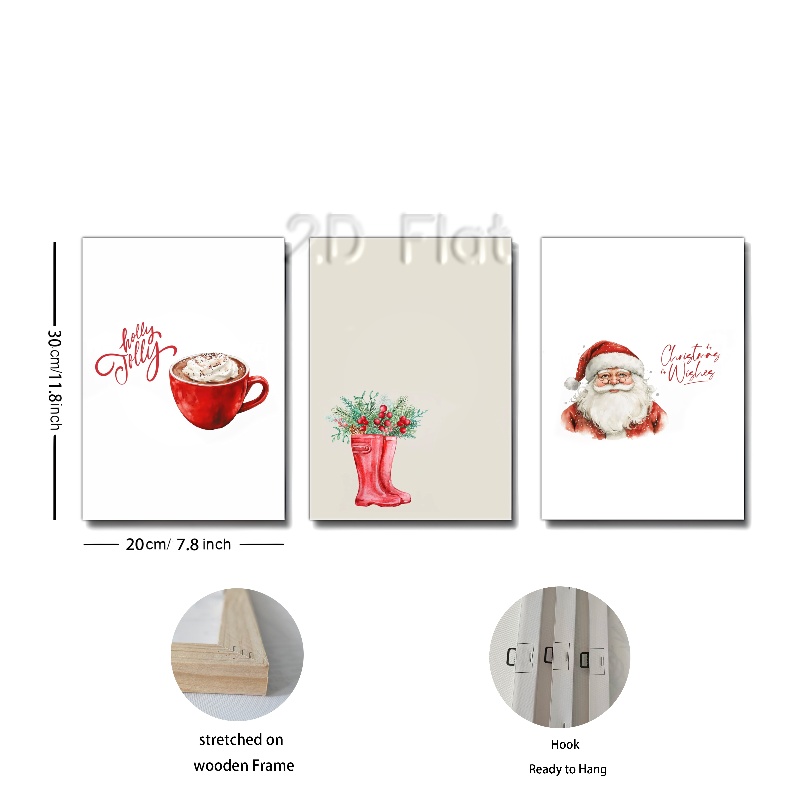 2D Flat
holly
Jolly
Christmas
Wishes
30cm/11.8inch
20cm/ 7.8 inch
stretched on
wooden Frame
Hook
Ready to Hang